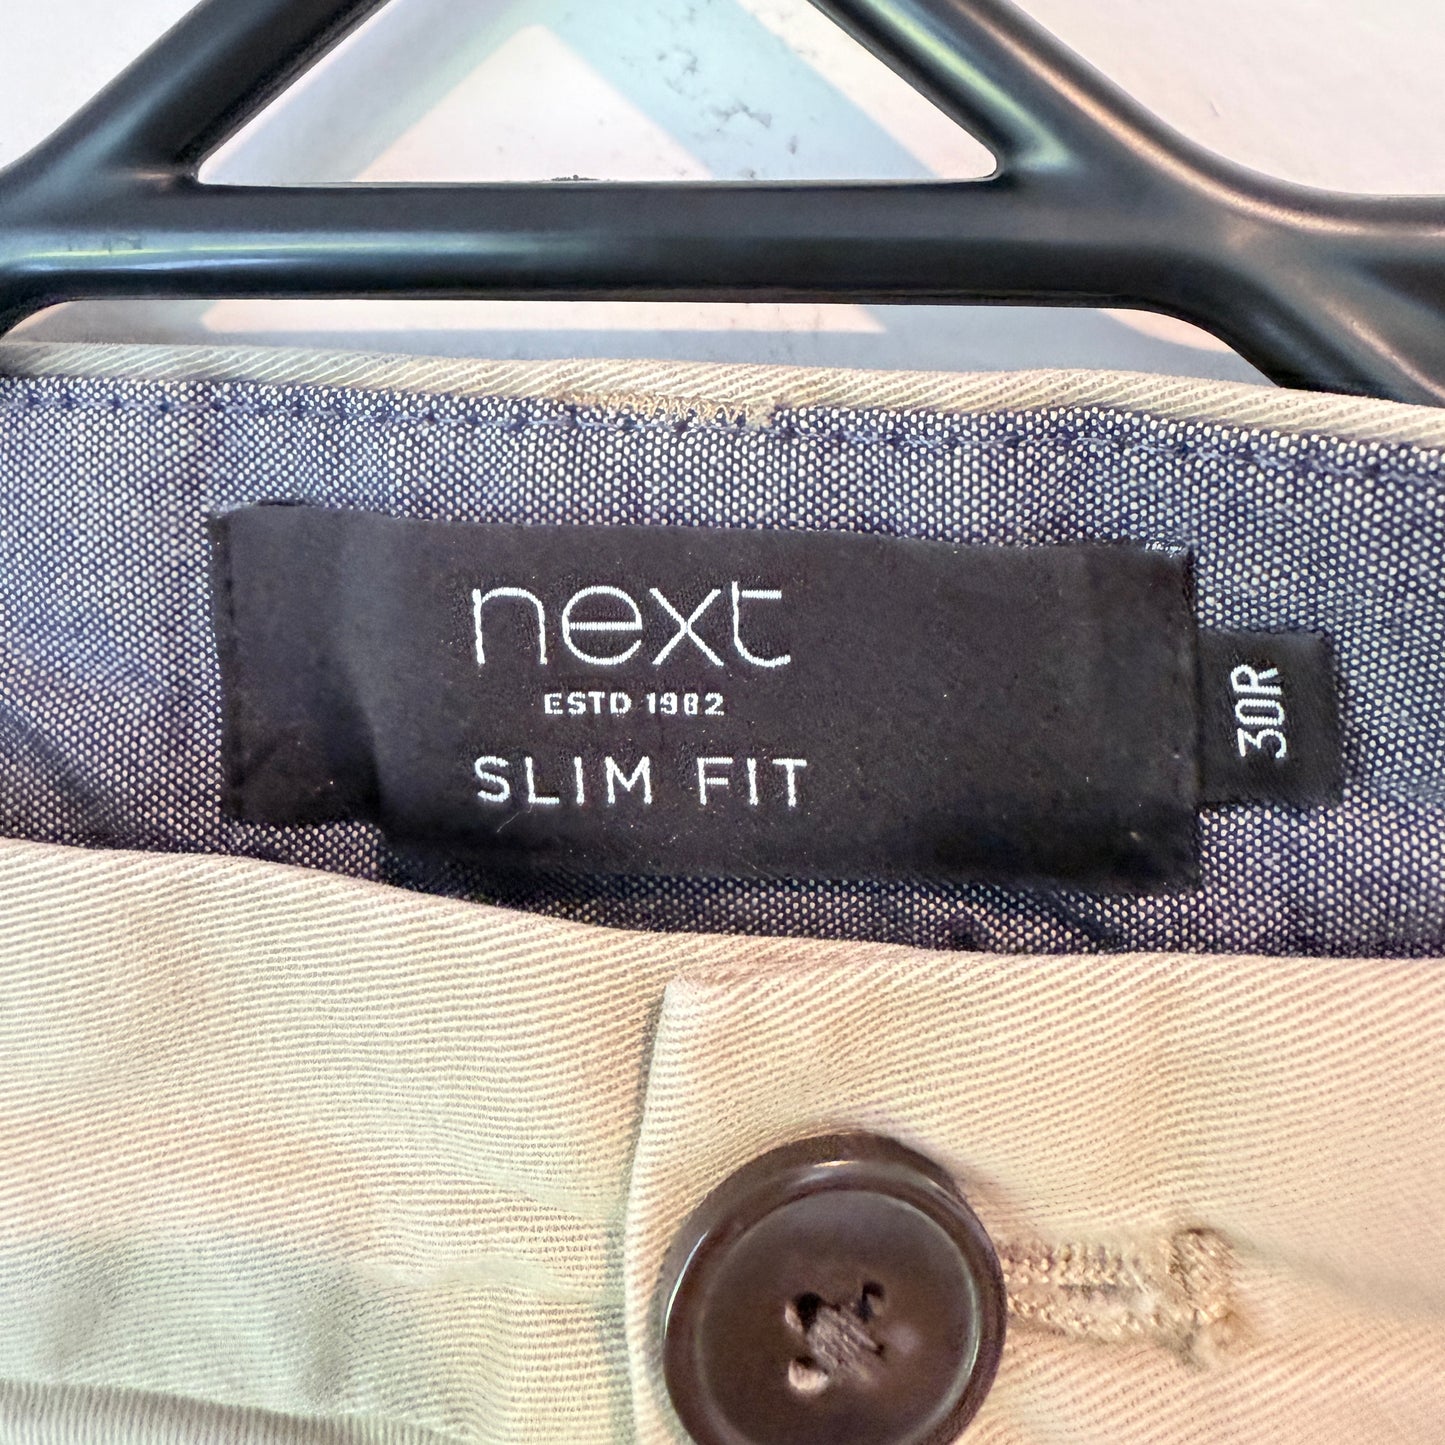 next
ESTD 1982
SLIM FIT
30R